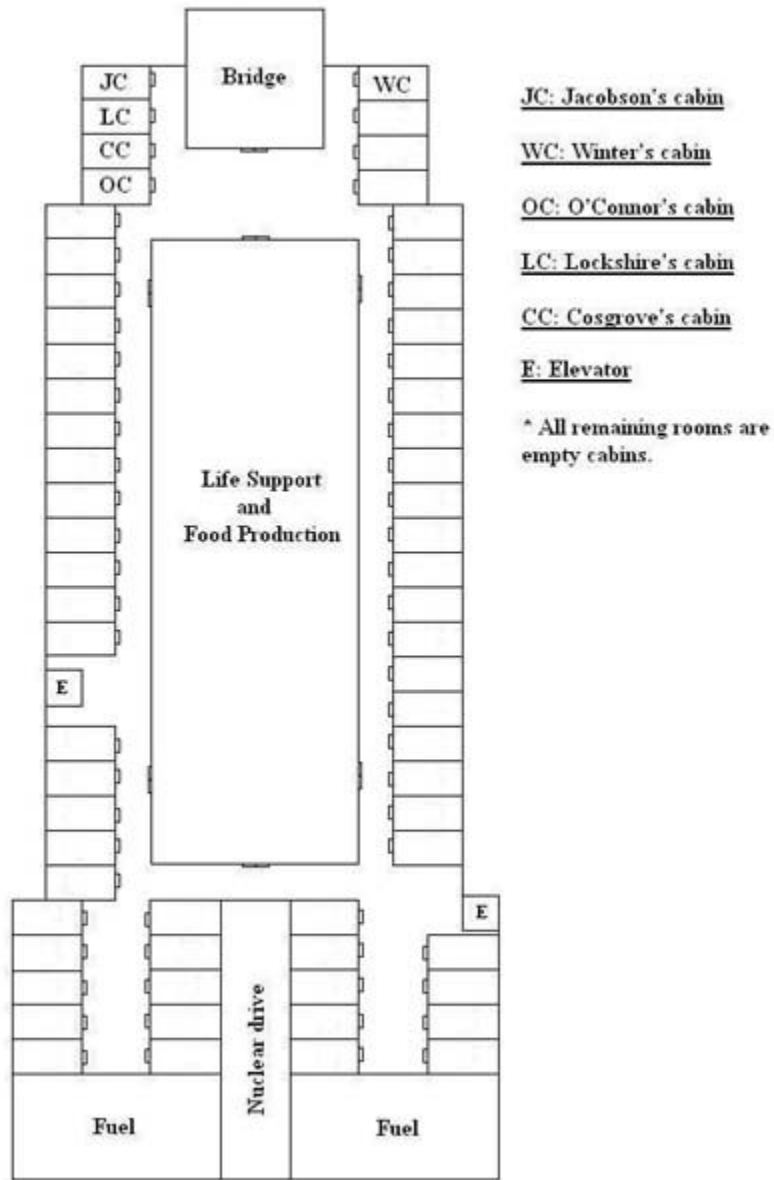 Bridge
JC
LC
CC
OC
WC
JC: Jacobson's cabin
WC: Winter's cabin
OC: O'Connor's cabin
LC: Lockshire's cabin
CC: Cosgrove's cabin
E: Elevator
* All remaining rooms are
empty cabins.
Life Support
and
Food Production
E
E
Nuclear drive
Fuel
Fuel